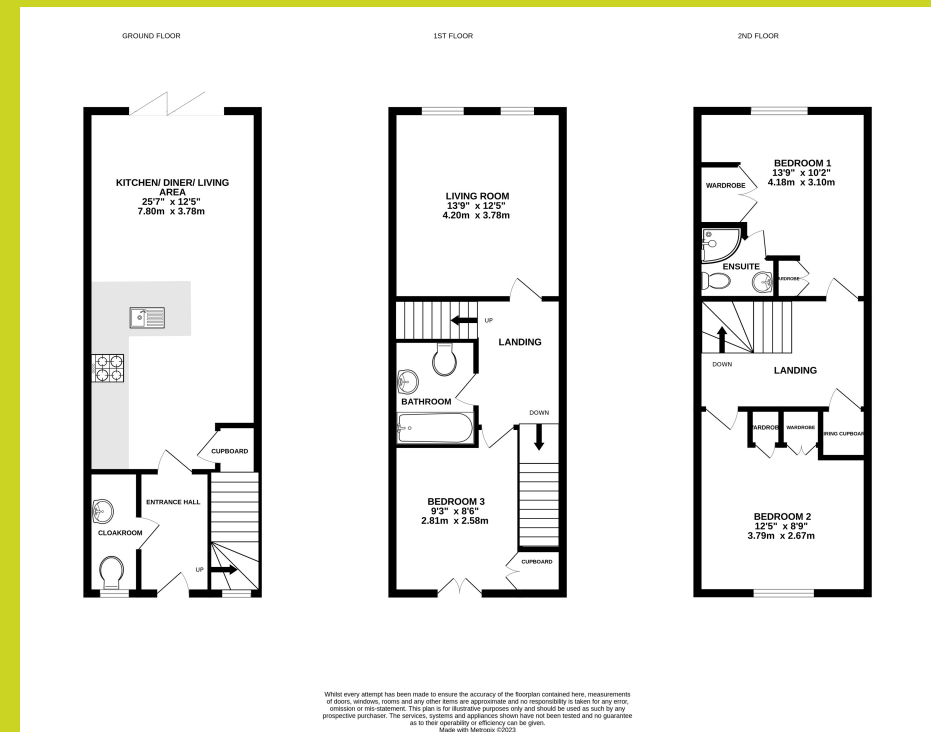 GROUND FLOOR
1ST FLOOR
2ND FLOOR
KITCHEN/ DINER/ LIVING
AREA
25'7" x 12'5"
7.80m x 3.78m
CUPBOARD
ENTRANCE HALL
CLOAKROOM
UP
LIVING ROOM
13'9" x 12'5"
4.20m x 3.78m
UP
LANDING
BATHROOM
DOWN
BEDROOM 3
9'3" x 8'6"
2.81m x 2.58m
CUPBOARD
BEDROOM 1
13'9" x 10'2"
4.18m x 3.10m
WARDROBE
ENSUITE
ARDROBE
DOWN
LANDING
ARDROB
WARDROBE
IRING CUPBOAR
BEDROOM 2
12'5" x 8'9"
3.79m x 2.67m
Whilst every attempt has been made to ensure the accuracy of the floorplan contained here, measurements
of doors, windows, rooms and any other items are approximate and no responsibility is taken for any error,
omission or mis-statement. This plan is for illustrative purposes only and should be used as such by any
prospective purchaser. The services, systems and appliances shown have not been tested and no guarantee
as to their operability or efficiency can be given.
Made with Metropix ©2023